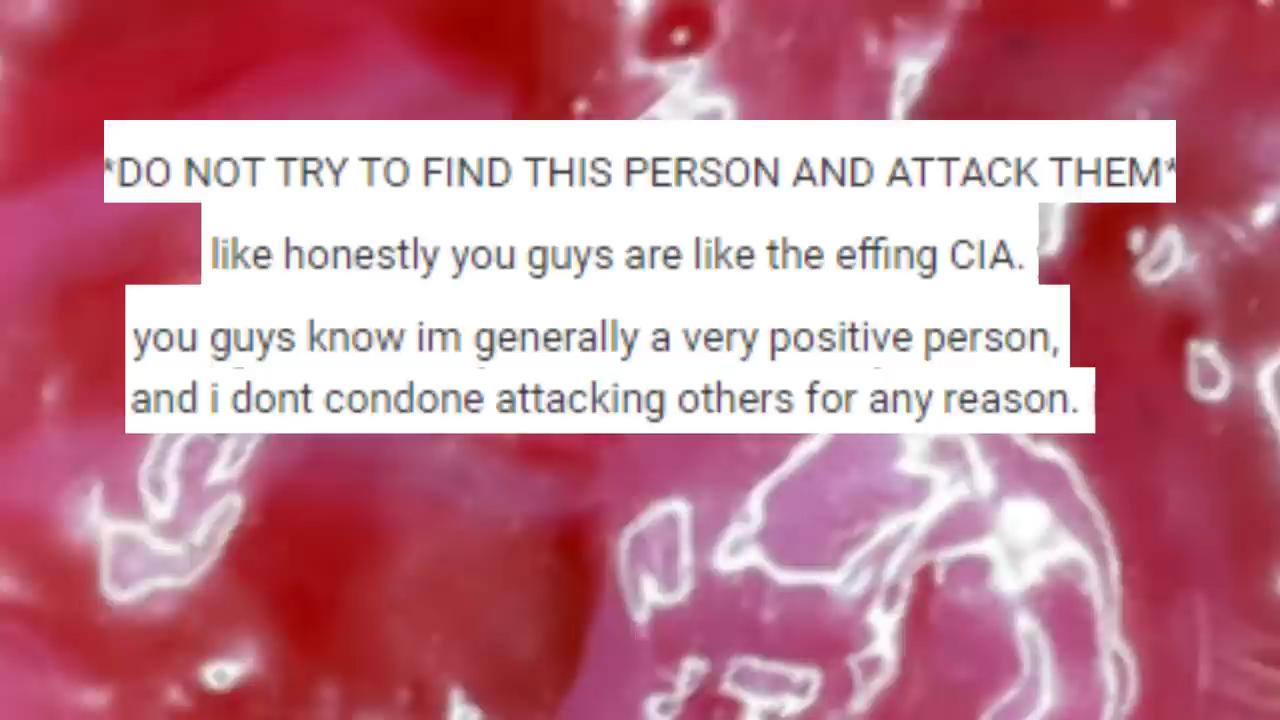 *DO NOT TRY TO FIND THIS PERSON AND ATTACK THEM*
like honestly you guys are like the effing CIA.
you guys know im generally a very positive person,
and i dont condone attacking others for any reason.